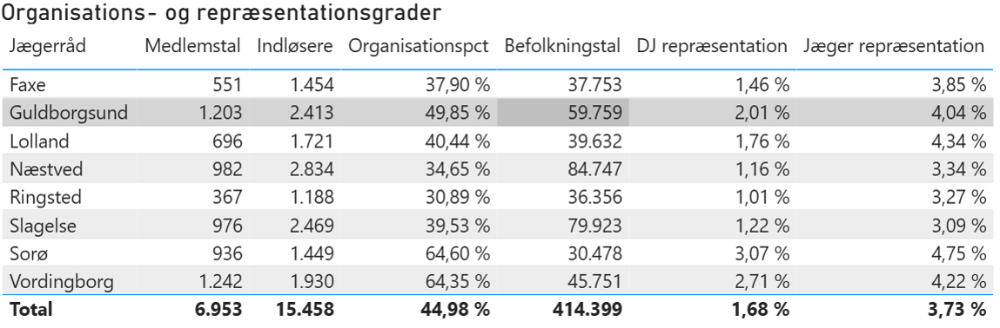 Organisations- og repræsentationsgrader
Jægerråd Medlemstal Indløsere Organisationspct Befolkningstal DJ repræsentation Jæger repræsentation
Faxe 551 1.454 37,90 % 37.753 1,46 % 3,85 %
Guldborgsund 1.203 2.413 49,85 % 59.759 2,01 % 4,04 %
Lolland 696 1.721 40,44 % 39.632 1,76 % 4,34 %
Næstved 982 2.834 34,65 % 84.747 1,16 % 3,34 %
Ringsted 367 1.188 30,89 % 36.356 1,01 % 3,27 %
Slagelse 976 2.469 39,53 % 79.923 1,22 % 3,09 %
Sorø 936 1.449 64,60 % 30.478 3,07 % 4,75 %
Vordingborg 1.242 1.930 64,35 % 45.751 2,71 % 4,22 %
Total 6.953 15.458 44,98 % 414.399 1,68 % 3,73 %